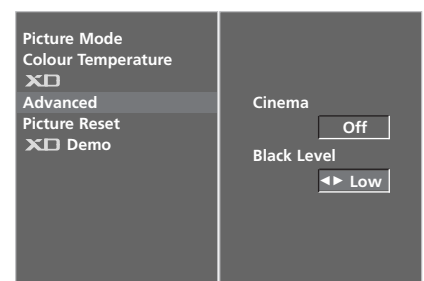 Picture Mode
Colour Temperature
XD
Advanced
Picture Reset
XD Demo
Cinema
Off
Black Level
◄► Low